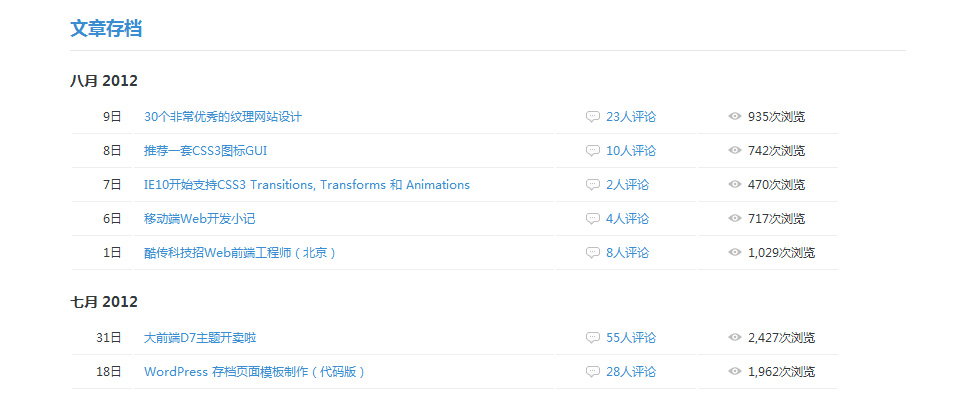 文章存档
八月 2012
9日 30个非常优秀的纹理网站设计 23人评论 935次浏览
8日 推荐一套CSS3图标GUI 10人评论 742次浏览
7日 IE10开始支持CSS3 Transitions, Transforms 和 Animations 2人评论 470次浏览
6日 移动端Web开发小记 4人评论 717次浏览
1日 酷传科技招Web前端工程师（北京） 8人评论 1,029次浏览
七月 2012
31日 大前端D7主题开卖啦 55人评论 2,427次浏览
18日 WordPress 存档页面模板制作（代码版） 28人评论 1,962次浏览